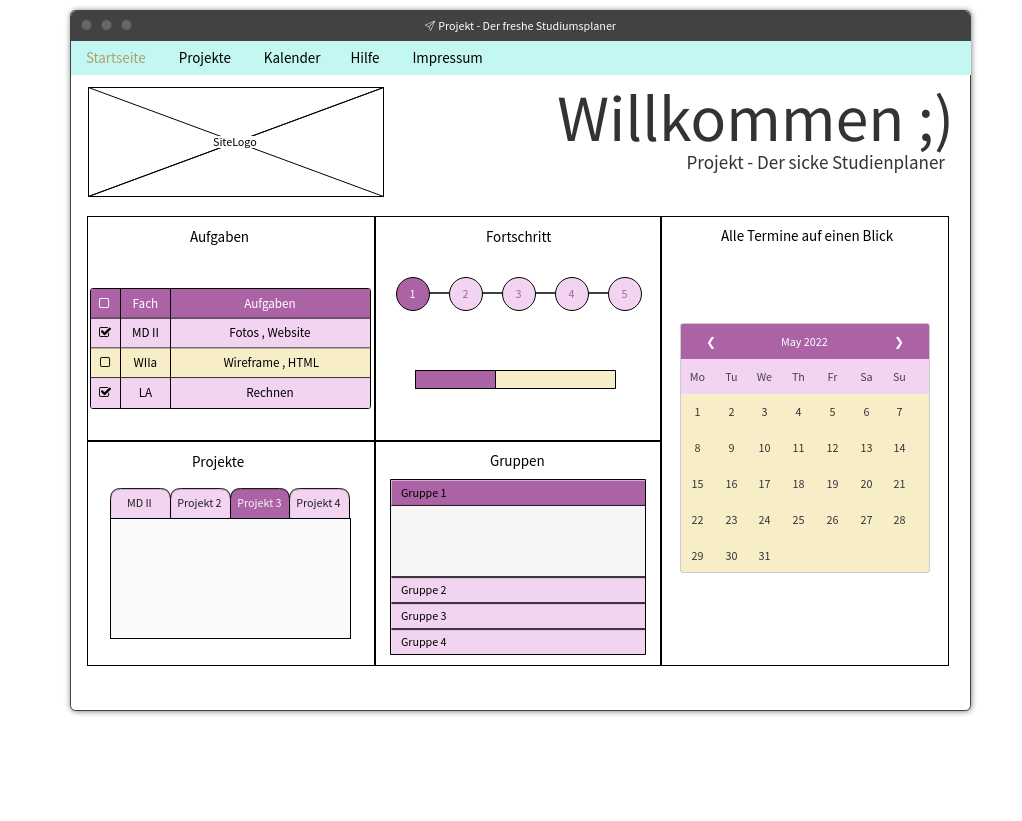 Projekt - Der freshe Studiumsplaner
Startseite Projekte Kalender Hilfe Impressum
SiteLogo
Willkommen ;)
Projekt - Der sicke Studienplaner
Aufgaben
Fach Aufgaben
MD II Fotos , Website
WIIa Wireframe , HTML
LA Rechnen
Fortschritt
1 2 3 4 5
Alle Termine auf einen Blick
❮ May 2022 ❯
Mo Tu We Th Fr Sa Su
1 2 3 4 5 6 7
8 9 10 11 12 13 14
15 16 17 18 19 20 21
22 23 24 25 26 27 28
29 30 31
Projekte
MD II Projekt 2 Projekt 3 Projekt 4
Gruppen
Gruppe 1
Gruppe 2
Gruppe 3
Gruppe 4